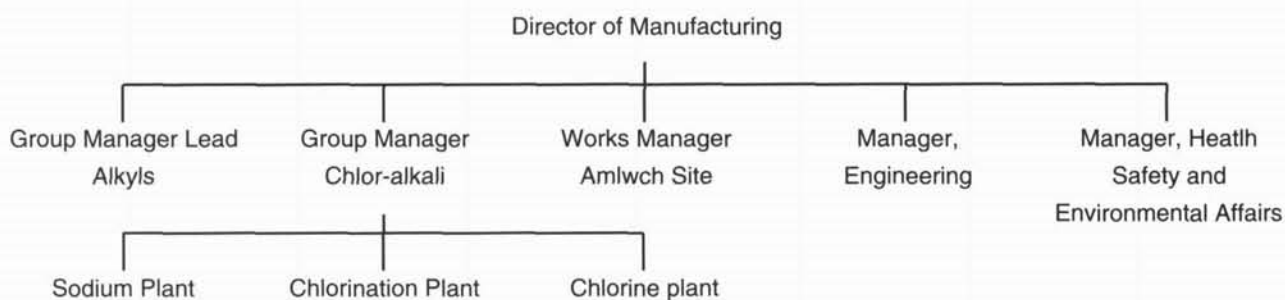 Director of Manufacturing
Group Manager Lead
Alkyls
Group Manager
Chlor-alkali
Works Manager
Amlwch Site
Manager,
Engineering
Manager, Heatlh
Safety and
Environmental Affairs
Sodium Plant
Chlorination Plant
Chlorine plant